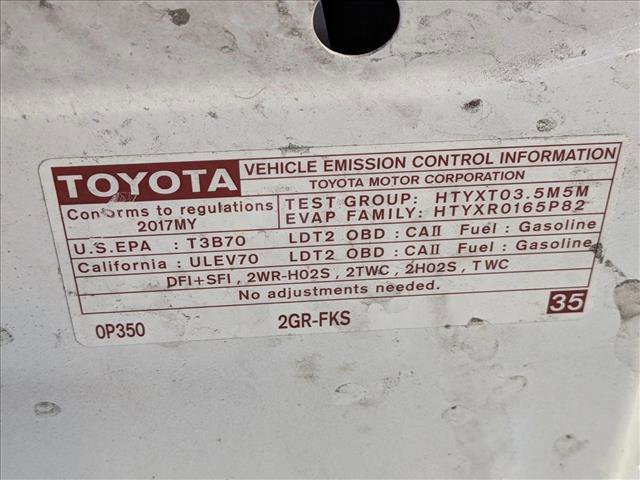 TOYOTA
VEHICLE EMISSION CONTROL INFORMATION
TOYOTA MOTOR CORPORATION
Conforms to regulations
2017MY
TEST GROUP: HTYXT03.5M5M
EVAP FAMILY: HTYXR0165P82
U.S.EPA : T3B70 LDT2 OBD : CAII Fuel : Gasoline
California : ULEV70 LDT2 OBD : CAII Fuel : Gasoline
DFI+SFI , 2WR-HO2S , 2TWC , 2HO2S , TWC
No adjustments needed.
0P350 2GR-FKS 35